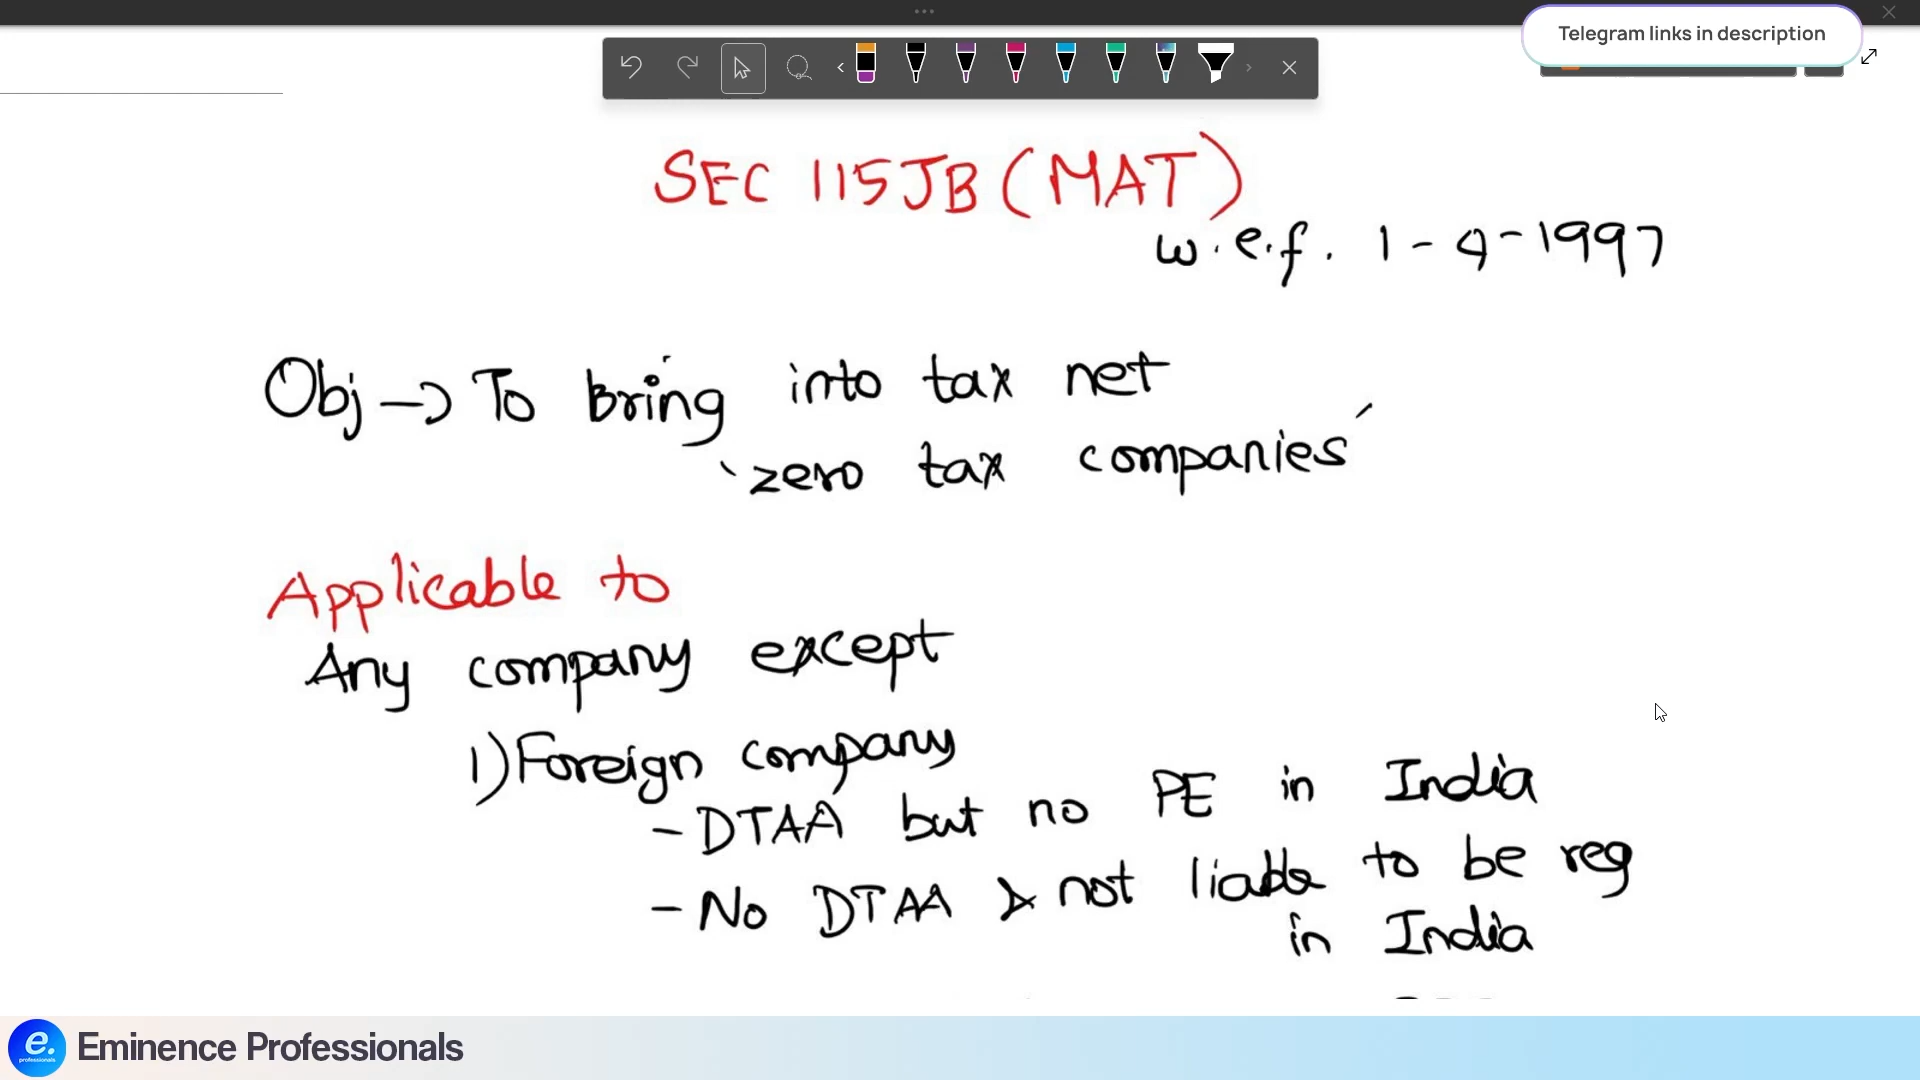 Telegram links in description
SEC 115JB (MAT)
w.e.f. 1-4-1997
Obj → To bring into tax net
'zero tax companies'
Applicable to
Any company except
1) Foreign company
- DTAA but no PE in India
- No DTAA & not liable to be reg
in India
e.
professionals
Eminence Professionals